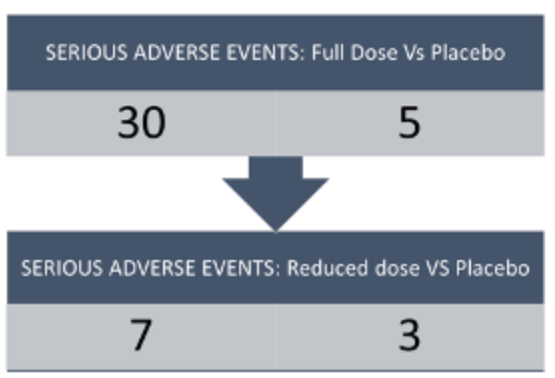 SERIOUS ADVERSE EVENTS: Full Dose Vs Placebo
30 5
SERIOUS ADVERSE EVENTS: Reduced dose VS Placebo
7 3